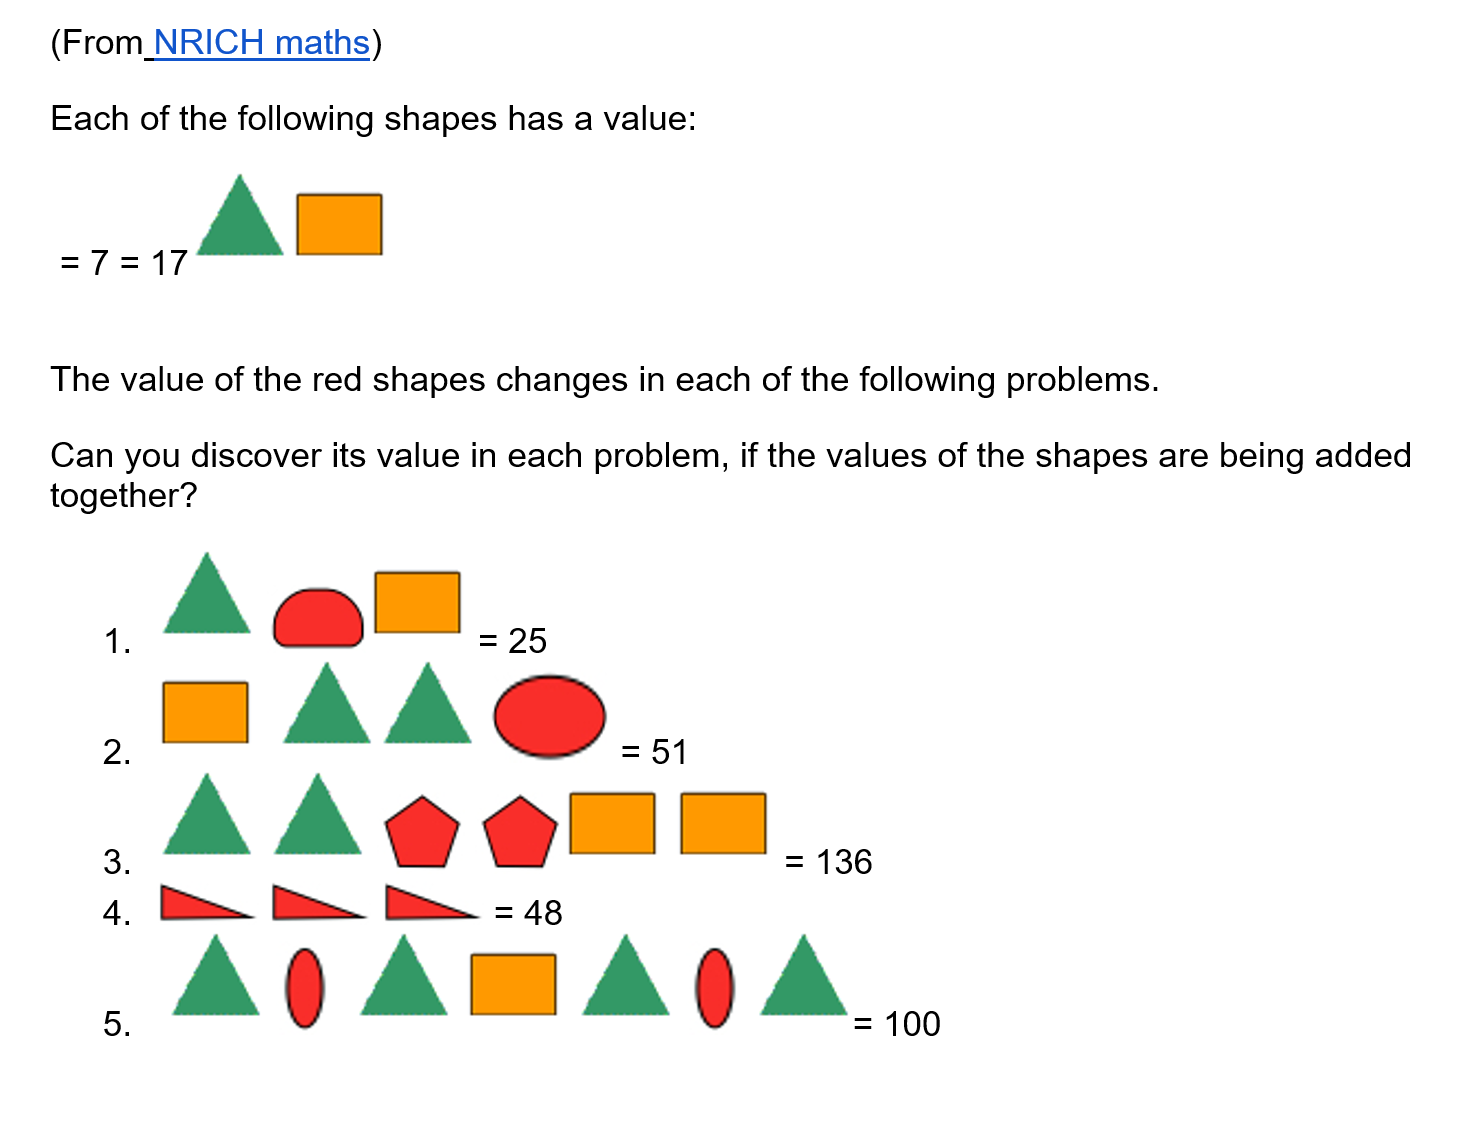 (From NRICH maths)
Each of the following shapes has a value:
= 7 = 17
The value of the red shapes changes in each of the following problems.
Can you discover its value in each problem, if the values of the shapes are being added
together?
1. = 25
2. = 51
3. = 136
4. = 48
5. = 100